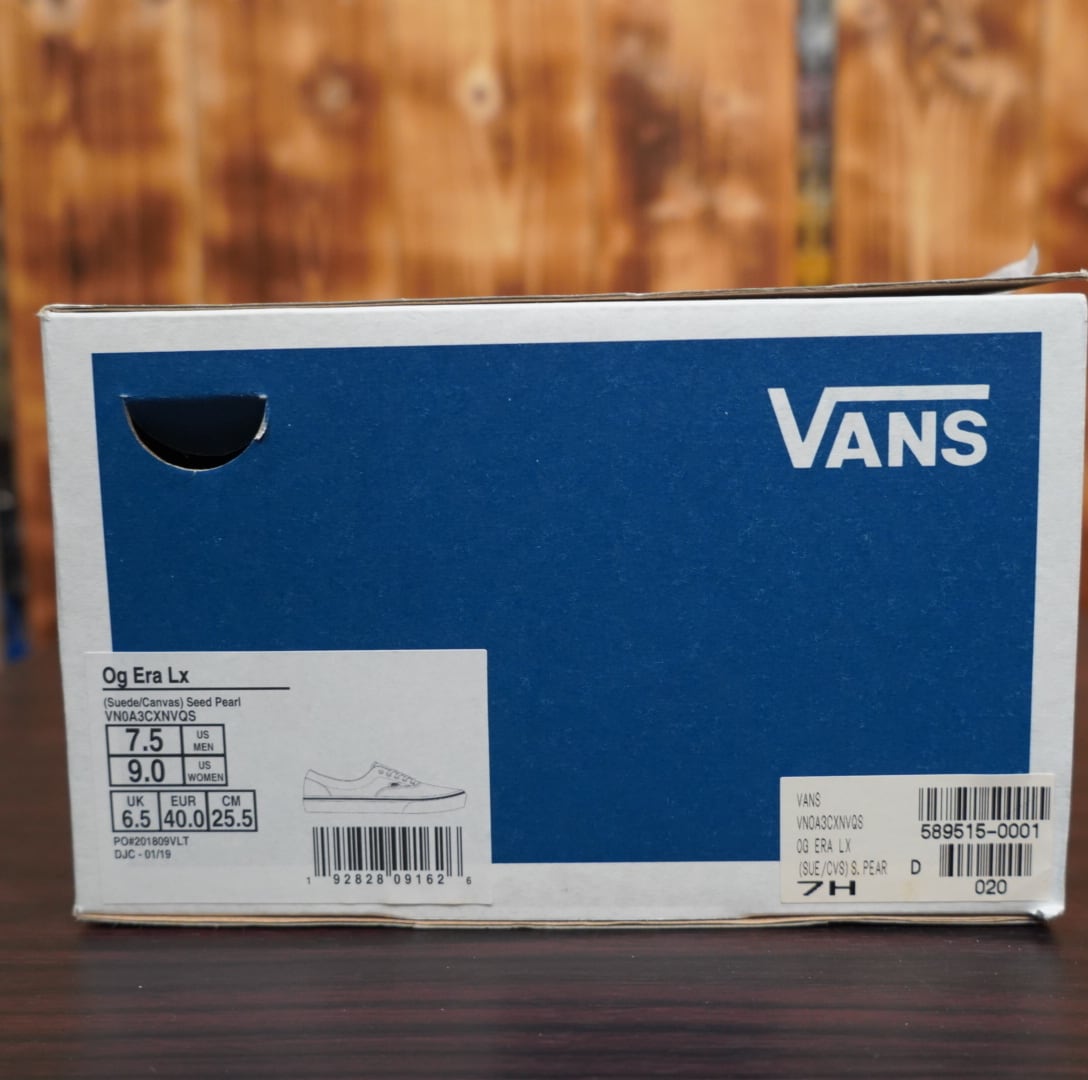 VANS
Og Era Lx
(Suede/Canvas) Seed Pearl
VN0A3CXNVQS
7.5 US MEN
9.0 US WOMEN
UK EUR CM
6.5 40.0 25.5
PO#201809VLT
DJC - 01/19
1 92828 09162 6
VANS
VN0A3CXNVQS
589515-0001
OG ERA LX
(SUE/CVS) S. PEAR D
7H
020